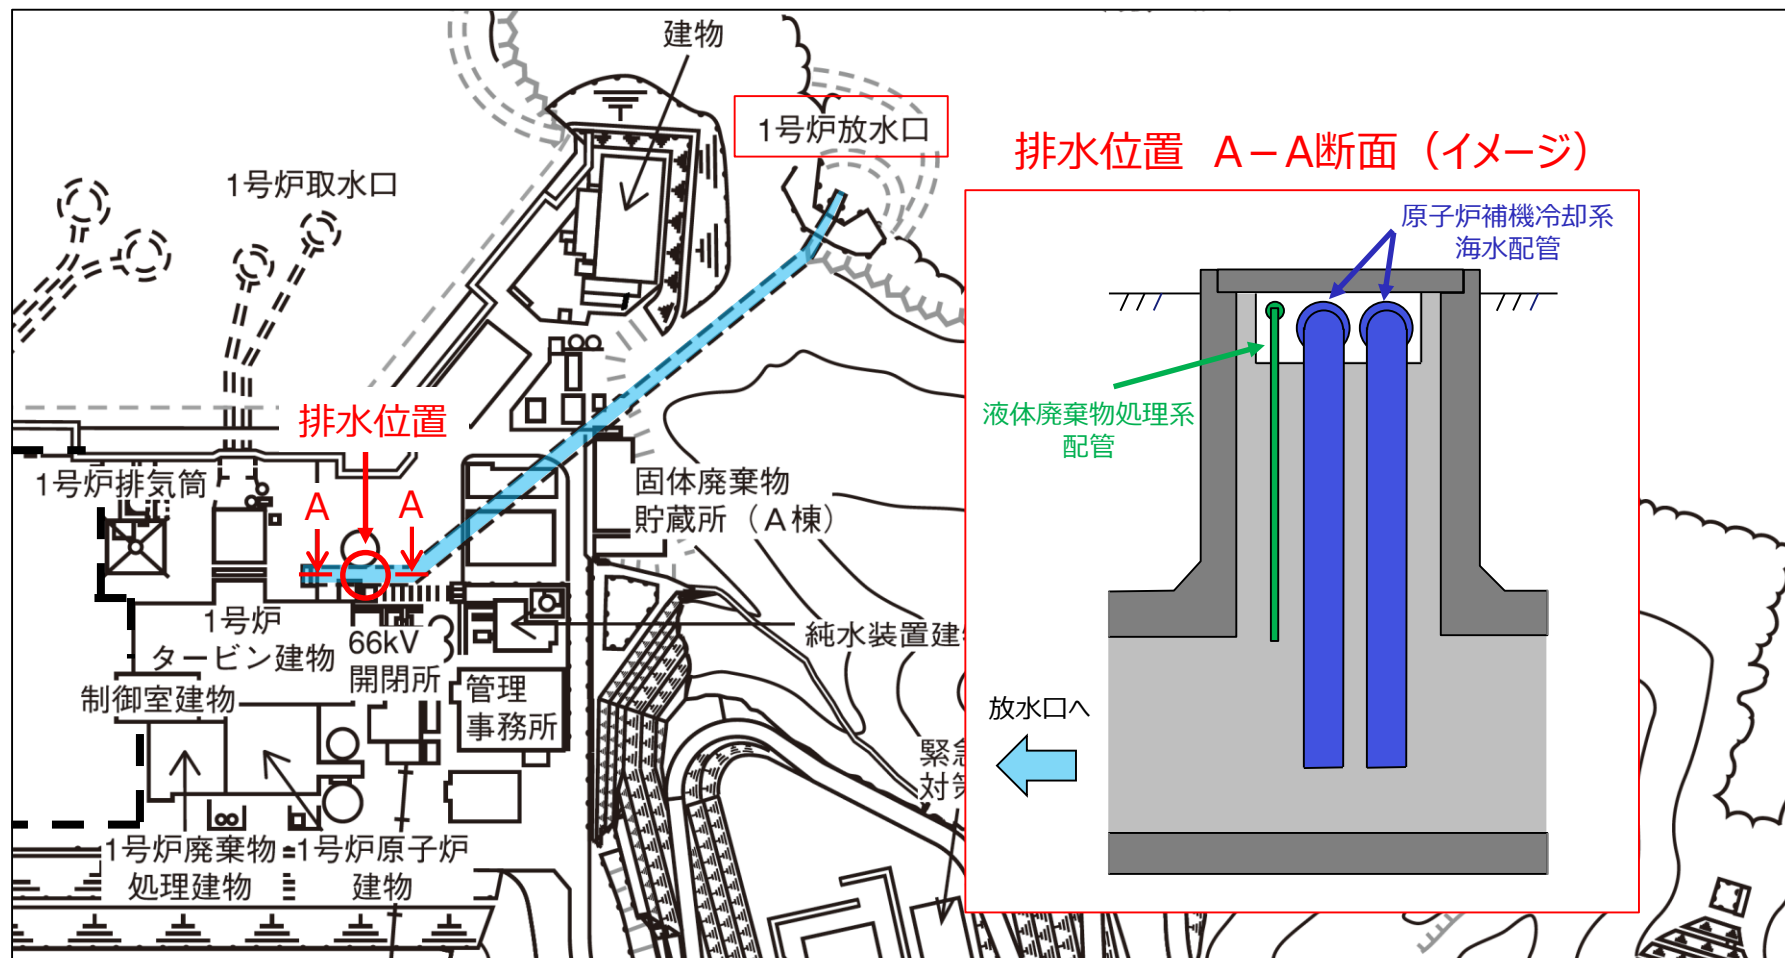 建物
1号炉放水口
1号炉取水口
排水位置
1号炉排気筒
A
A
固体廃棄物
貯蔵所（A棟）
1号炉
タービン建物
66kV
開閉所
純水装置建
制御室建物
管理
事務所
緊急
対策
1号炉廃棄物
処理建物
1号炉原子炉
建物
排水位置 A－A断面（イメージ）
原子炉補機冷却系
海水配管
液体廃棄物処理系
配管
放水口へ